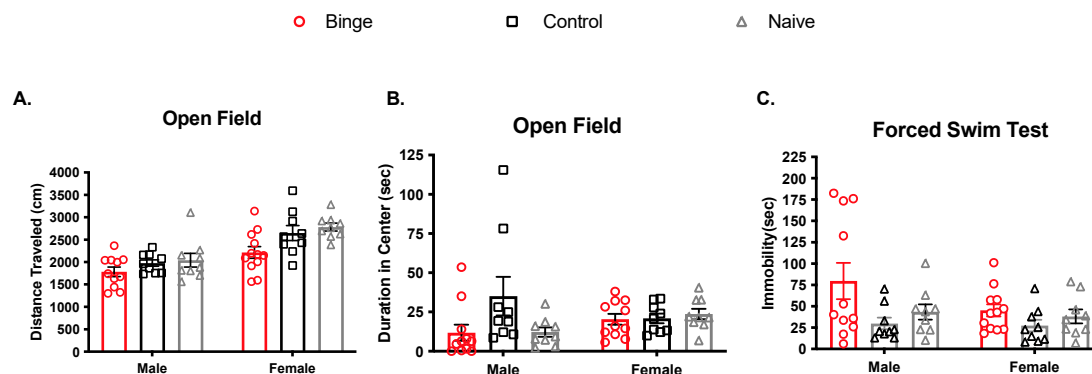 Binge Control Naive
A.
Open Field
Distance Traveled (cm)
4000
3500
3000
2500
2000
1500
1000
500
0
Male Female
B.
Open Field
Duration in Center (sec)
125
100
75
50
25
0
Male Female
C.
Forced Swim Test
Immobility(sec)
225
200
175
150
125
100
75
50
25
0
Male Female